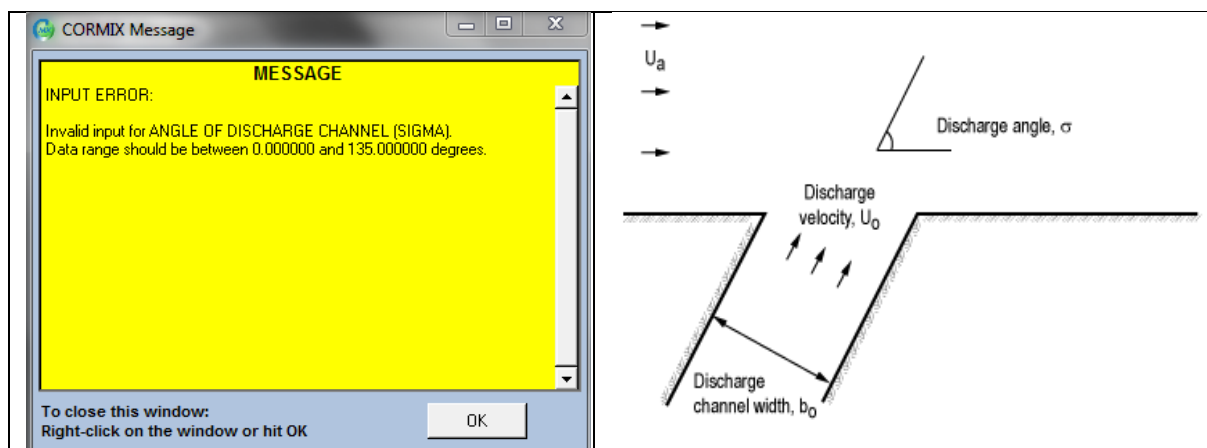 CORMIX Message
MESSAGE
INPUT ERROR:
Invalid input for ANGLE OF DISCHARGE CHANNEL (SIGMA).
Data range should be between 0.000000 and 135.000000 degrees.
To close this window:
Right-click on the window or hit OK
OK
Ua
Discharge angle, σ
Discharge
velocity, Uo
Discharge
channel width, bo